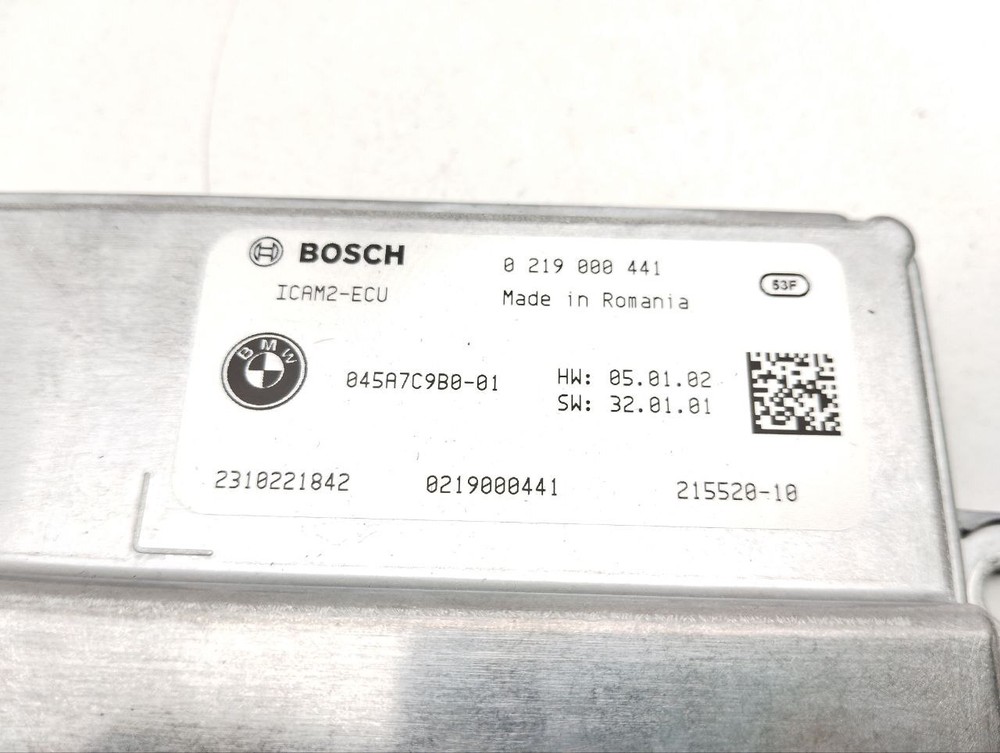 BOSCH 0 219 000 441
ICAM2-ECU Made in Romania 53F
BMW 045A7C9B0-01 HW: 05.01.02
SW: 32.01.01
2310221842 0219000441 215520-10